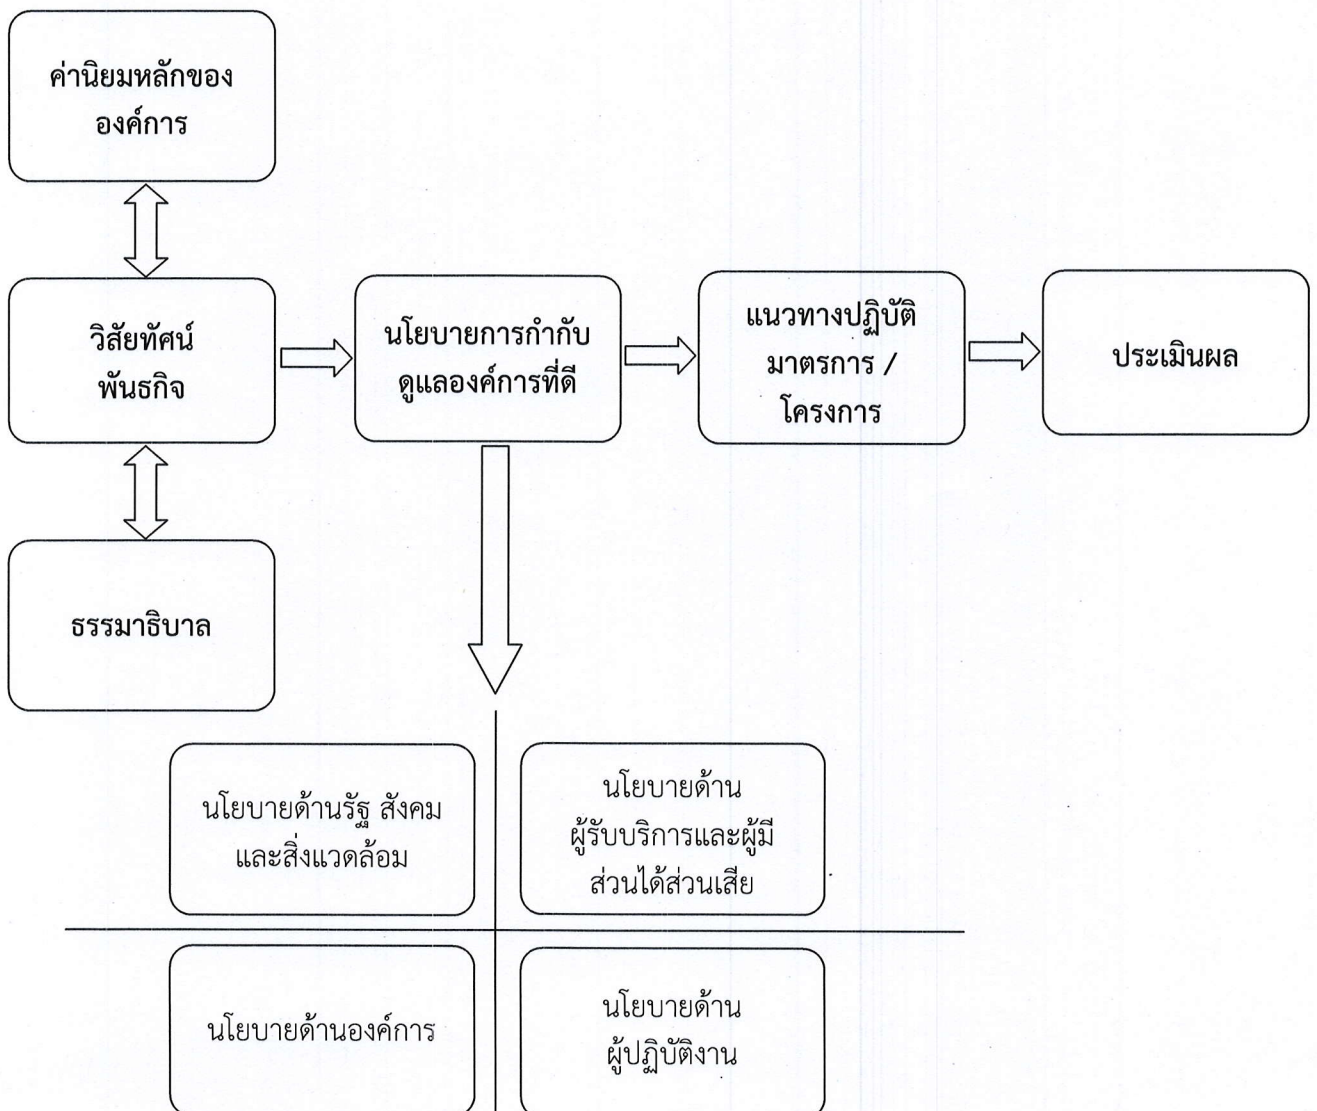 ค่านิยมหลักของ
องค์การ
วิสัยทัศน์
พันธกิจ
นโยบายการกำกับ
ดูแลองค์การที่ดี
แนวทางปฏิบัติ
มาตรการ /
โครงการ
ประเมินผล
ธรรมาธิบาล
นโยบายด้านรัฐ สังคม
และสิ่งแวดล้อม
นโยบายด้าน
ผู้รับบริการและผู้มี
ส่วนได้ส่วนเสีย
นโยบายด้านองค์การ
นโยบายด้าน
ผู้ปฏิบัติงาน